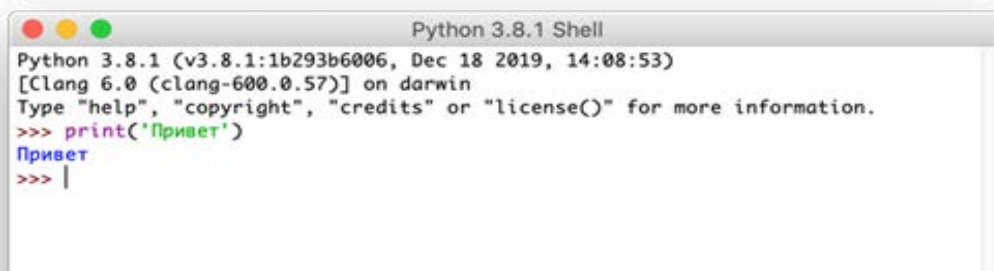 Python 3.8.1 Shell
Python 3.8.1 (v3.8.1:1b293b6006, Dec 18 2019, 14:08:53)
[Clang 6.0 (clang-600.0.57)] on darwin
Type "help", "copyright", "credits" or "license()" for more information.
>>> print('Привет')
Привет
>>>